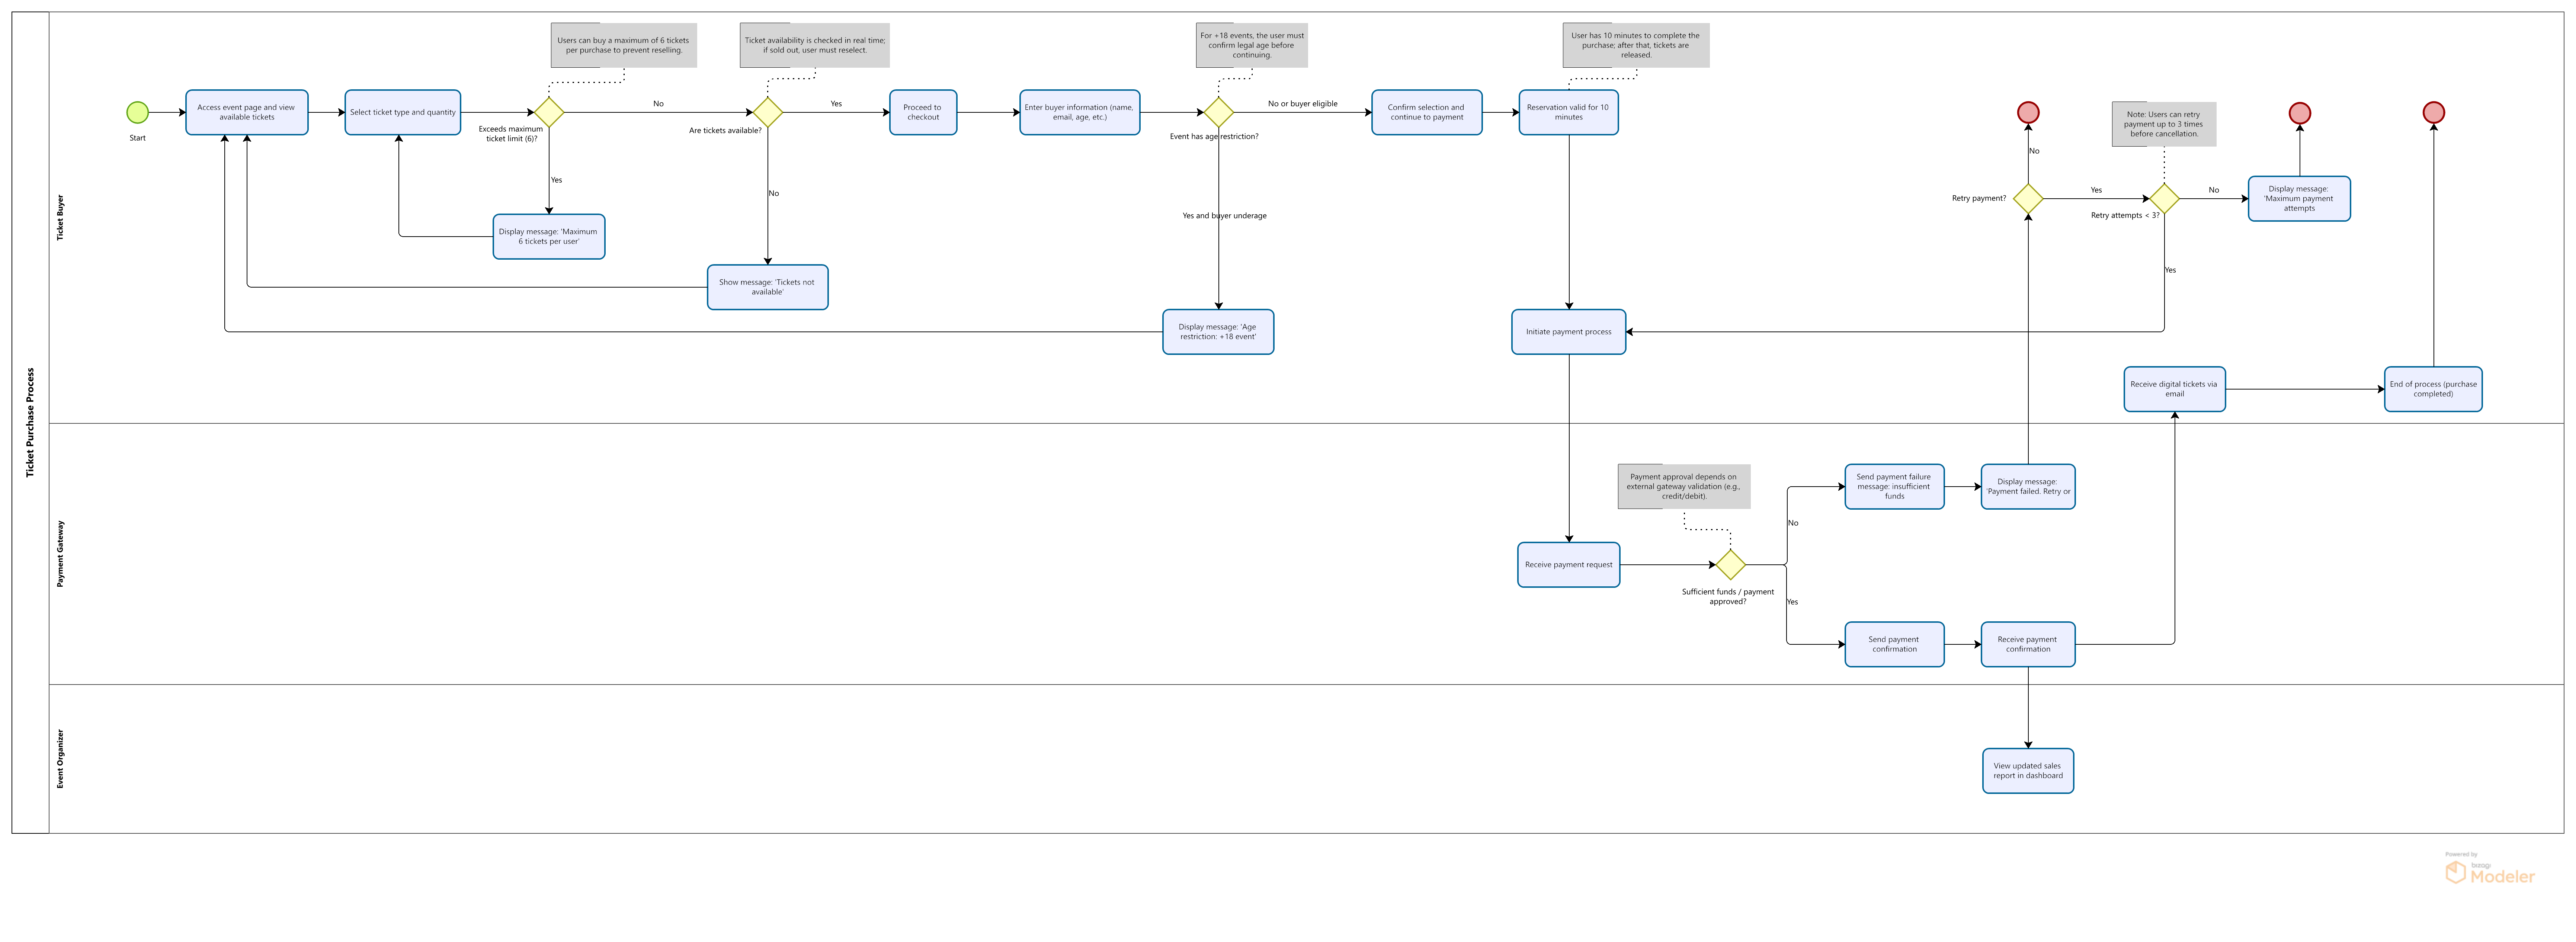 Ticket Purchase Process
Ticket Buyer
Users can buy a maximum of 6 tickets
per purchase to prevent reselling.
Ticket availability is checked in real time;
if sold out, user must reselect.
For +18 events, the user must
confirm legal age before
continuing.
User has 10 minutes to complete the
purchase; after that, tickets are
released.
Start
Access event page and view
available tickets
Select ticket type and quantity
Exceeds maximum
ticket limit (6)?
No
Yes
Display message: 'Maximum
6 tickets per user'
Are tickets available?
Yes
No
Show message: 'Tickets not
available'
Proceed to
checkout
Enter buyer information (name,
email, age, etc.)
Event has age restriction?
No or buyer eligible
Yes and buyer underage
Display message: 'Age
restriction: +18 event'
Confirm selection and
continue to payment
Reservation valid for 10
minutes
Initiate payment process
Retry payment?
No
Yes
Note: Users can retry
payment up to 3 times
before cancellation.
Retry attempts < 3?
No
Yes
Display message:
'Maximum payment
attempts
Receive digital tickets via
email
End of process (purchase
completed)
Payment Gateway
Receive payment request
Payment approval depends on
external gateway validation (e.g.,
credit/debit).
Sufficient funds / payment
approved?
No
Yes
Send payment failure
message: insufficient
funds
Display message:
'Payment failed. Retry or
Send payment
confirmation
Receive payment
confirmation
Event Organizer
View updated sales
report in dashboard
Powered by
bizagi
Modeler